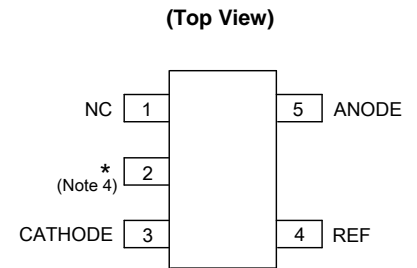 (Top View)
NC 1 5 ANODE
* 2
(Note 4)
CATHODE 3 4 REF